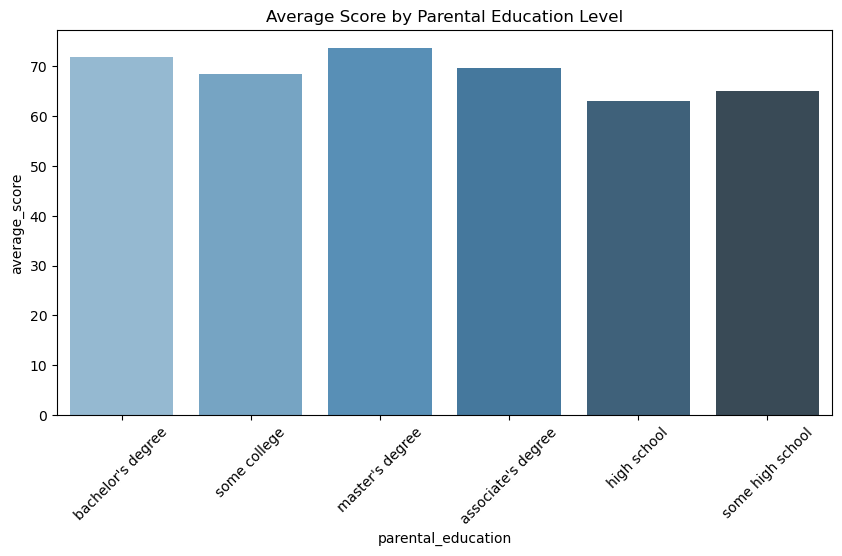 Average Score by Parental Education Level
average_score
70
60
50
40
30
20
10
0
bachelor's degree
some college
master's degree
associate's degree
high school
some high school
parental_education